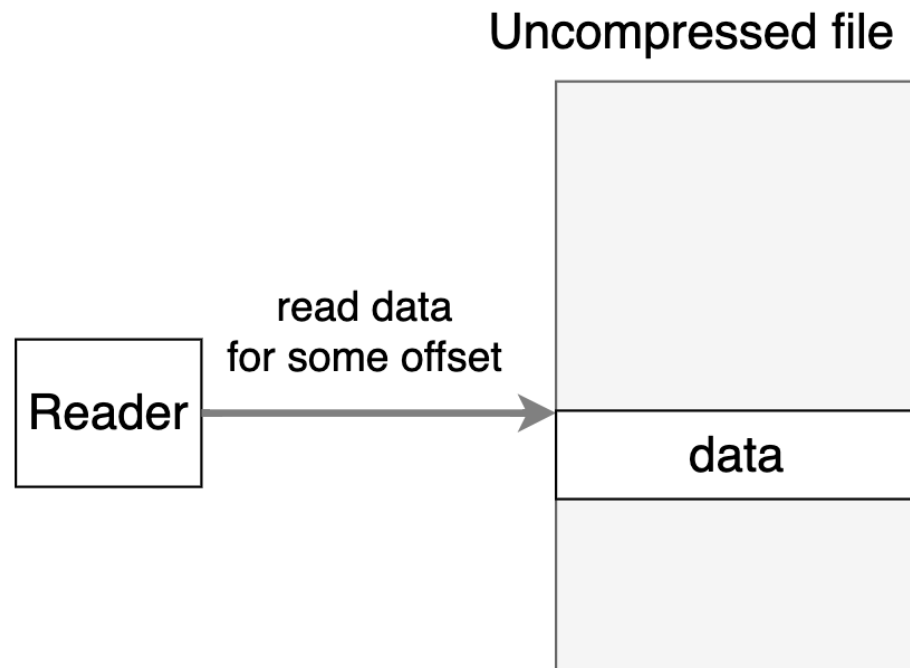 Uncompressed file
read data
for some offset
Reader
data